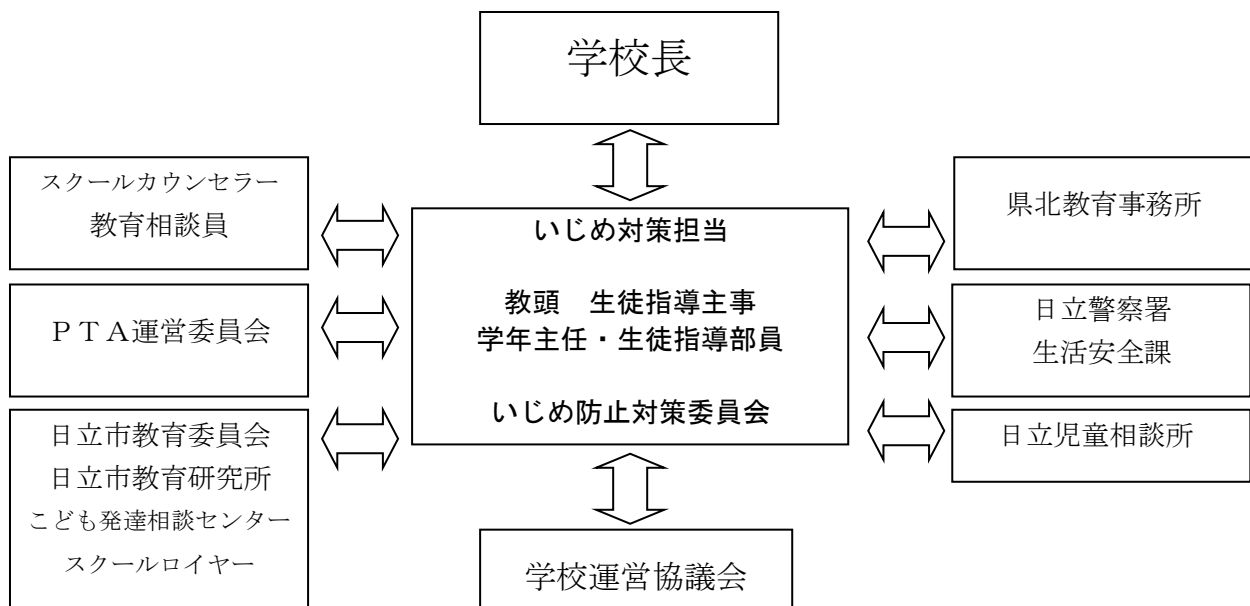 学校長
スクールカウンセラー
教育相談員
県北教育事務所
いじめ対策担当
教頭　生徒指導主事
学年主任・生徒指導部員
いじめ防止対策委員会
ＰＴＡ運営委員会
日立警察署
生活安全課
日立市教育委員会
日立市教育研究所
こども発達相談センター
スクールロイヤー
日立児童相談所
学校運営協議会